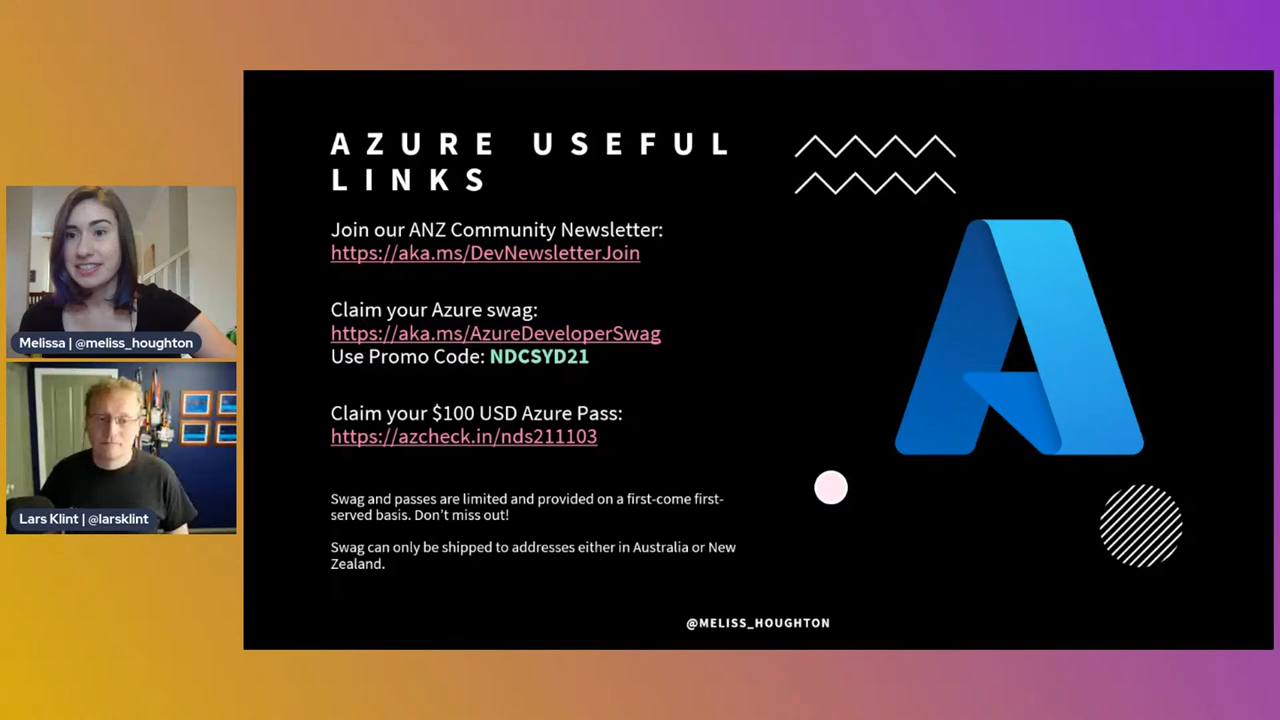 AZURE USEFUL
LINKS
Join our ANZ Community Newsletter:
https://aka.ms/DevNewsletterJoin
Claim your Azure swag:
https://aka.ms/AzureDeveloperSwag
Use Promo Code: NDCSYD21
Claim your $100 USD Azure Pass:
https://azcheck.in/nds211103
Swag and passes are limited and provided on a first-come first-
served basis. Don't miss out!
Swag can only be shipped to addresses either in Australia or New
Zealand.
@MELISS_HOUGHTON
Melissa | @meliss_houghton
Lars Klint | @larsklint